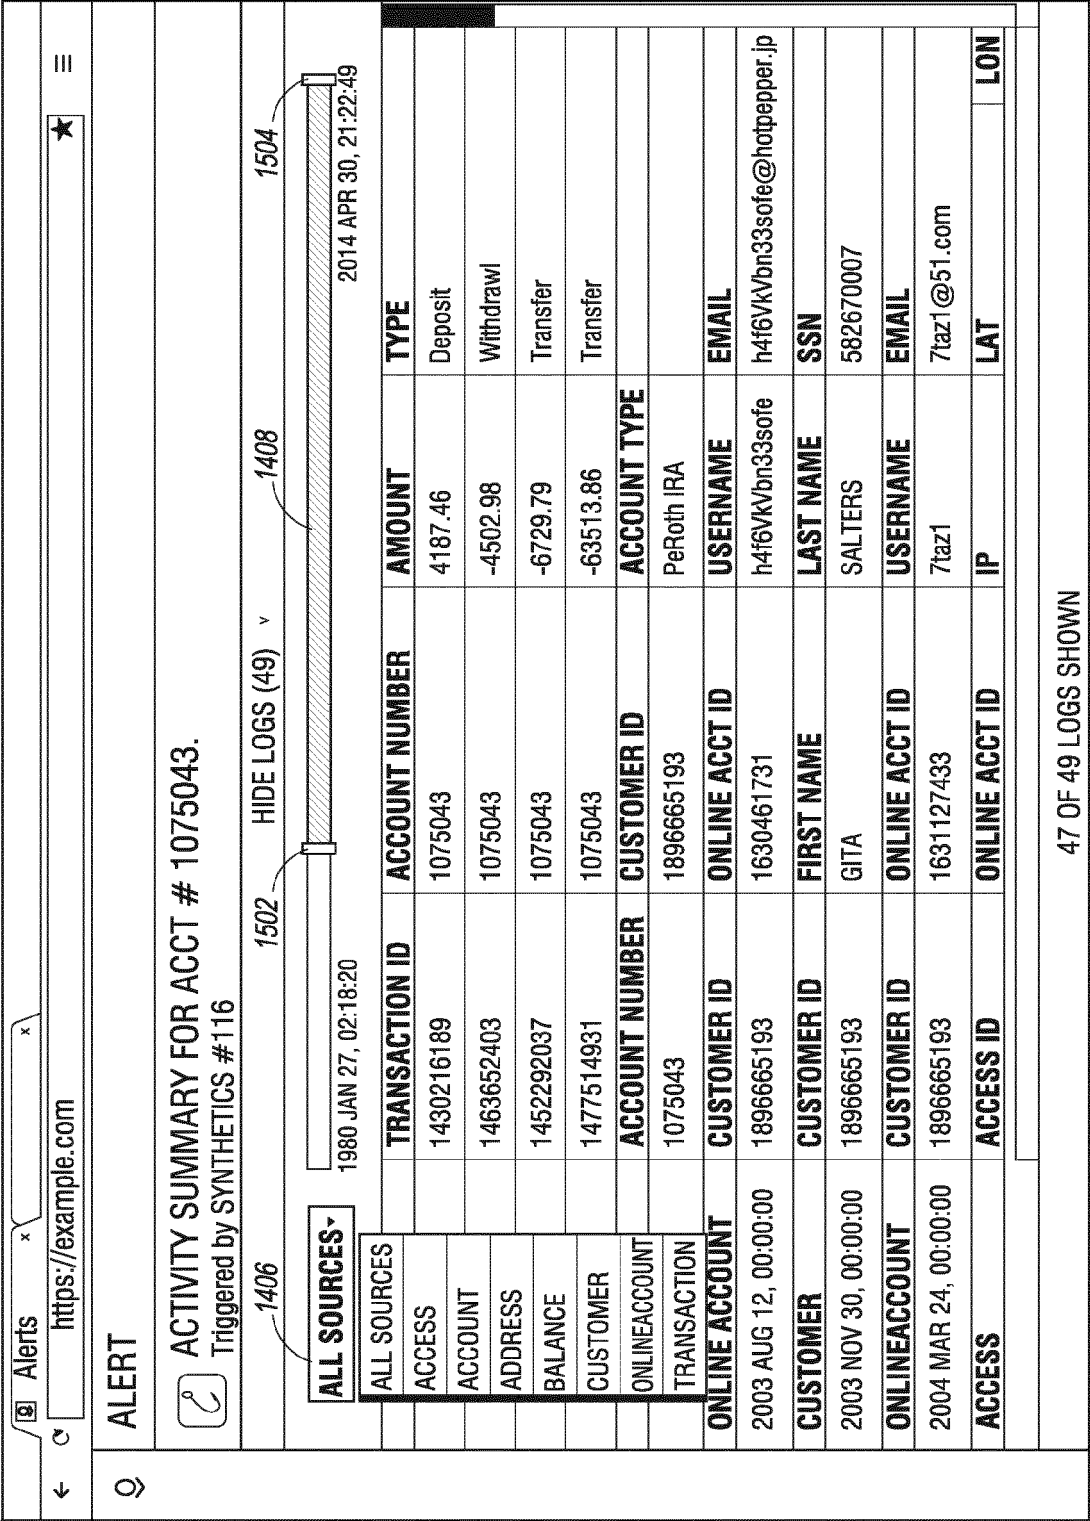 Alerts x x
https://example.com
ALERT
ACTIVITY SUMMARY FOR ACCT # 1075043.
Triggered by SYNTHETICS #116
HIDE LOGS (49) v
1406 1502 1408 1504
ALL SOURCES
1980 JAN 27, 02:18:20 2014 APR 30, 21:22:49
ALL SOURCES
ACCESS
ACCOUNT
ADDRESS
BALANCE
CUSTOMER
ONLINEACCOUNT
TRANSACTION
TRANSACTION ID ACCOUNT NUMBER AMOUNT TYPE
1430216189 1075043 4187.46 Deposit
1463652403 1075043 -4502.98 Withdrawl
1452292037 1075043 -6729.79 Transfer
1477514931 1075043 -63513.86 Transfer
ACCOUNT NUMBER CUSTOMER ID ACCOUNT TYPE
1075043 1896665193 PeRoth IRA
ONLINE ACCOUNT CUSTOMER ID ONLINE ACCT ID USERNAME EMAIL
2003 AUG 12, 00:00:00 1896665193 1630461731 h4f6VkVbn33sofe h4f6VkVbn33sofe@hotpepper.jp
CUSTOMER CUSTOMER ID FIRST NAME LAST NAME SSN
2003 NOV 30, 00:00:00 1896665193 GITA SALTERS 582670007
ONLINEACCOUNT CUSTOMER ID ONLINE ACCT ID USERNAME EMAIL
2004 MAR 24, 00:00:00 1896665193 1631127433 7taz1 7taz1@51.com
ACCESS ACCESS ID ONLINE ACCT ID IP LAT LON
47 OF 49 LOGS SHOWN